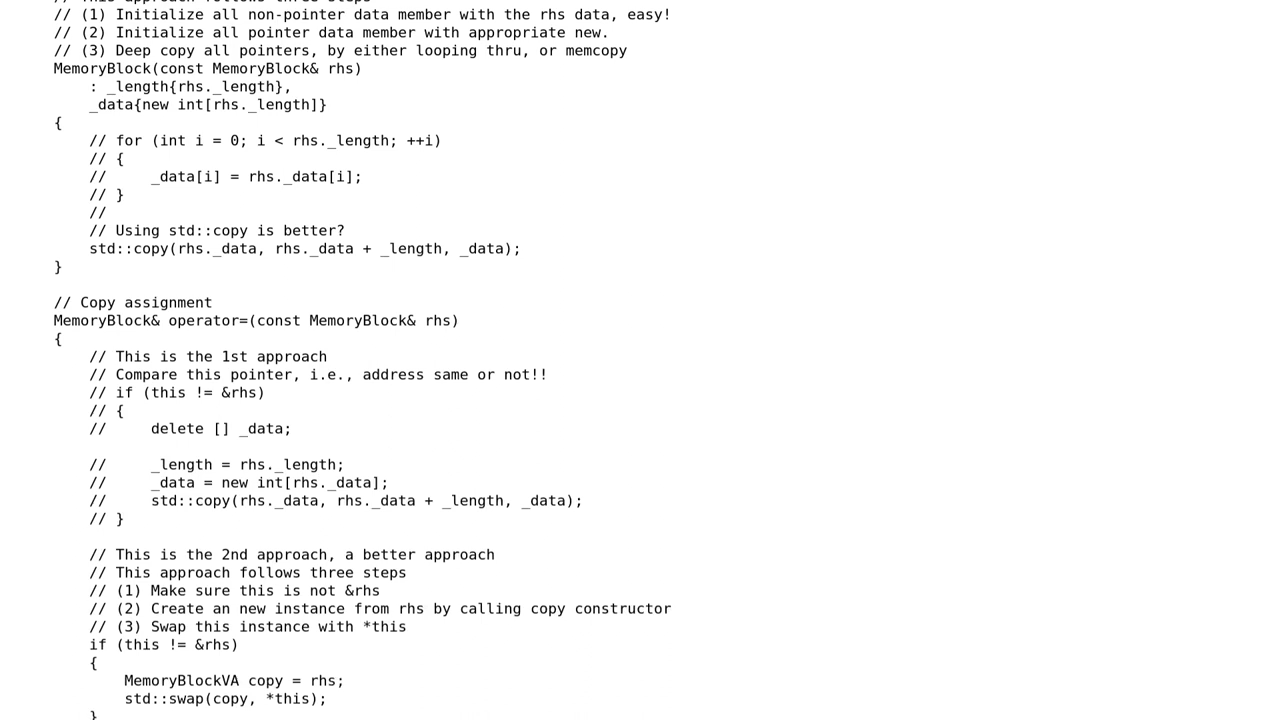 // This approach follows three steps
// (1) Initialize all non-pointer data member with the rhs data, easy!
// (2) Initialize all pointer data member with appropriate new.
// (3) Deep copy all pointers, by either looping thru, or memcopy
MemoryBlock(const MemoryBlock& rhs)
    : _length{rhs._length},
    _data{new int[rhs._length]}
{
    // for (int i = 0; i < rhs._length; ++i)
    // {
    //     _data[i] = rhs._data[i];
    // }
    //
    // Using std::copy is better?
    std::copy(rhs._data, rhs._data + _length, _data);
}

// Copy assignment
MemoryBlock& operator=(const MemoryBlock& rhs)
{
    // This is the 1st approach
    // Compare this pointer, i.e., address same or not!!
    // if (this != &rhs)
    // {
    //     delete [] _data;

    //     _length = rhs._length;
    //     _data = new int[rhs._data];
    //     std::copy(rhs._data, rhs._data + _length, _data);
    // }

    // This is the 2nd approach, a better approach
    // This approach follows three steps
    // (1) Make sure this is not &rhs
    // (2) Create an new instance from rhs by calling copy constructor
    // (3) Swap this instance with *this
    if (this != &rhs)
    {
        MemoryBlockVA copy = rhs;
        std::swap(copy, *this);
    }